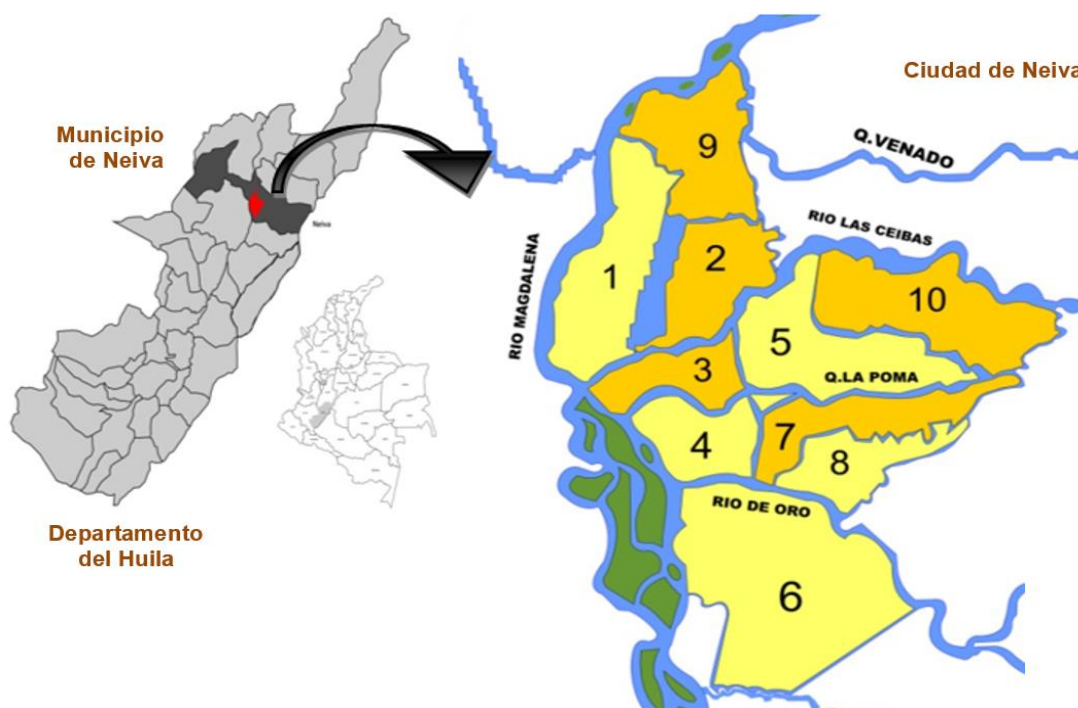 Ciudad de Neiva
Municipio
de Neiva
Neiva
Departamento
del Huila
Q.VENADO
RIO LAS CEIBAS
RIO MAGDALENA
Q.LA POMA
RIO DE ORO
9
1
2
10
5
3
4
7
8
6